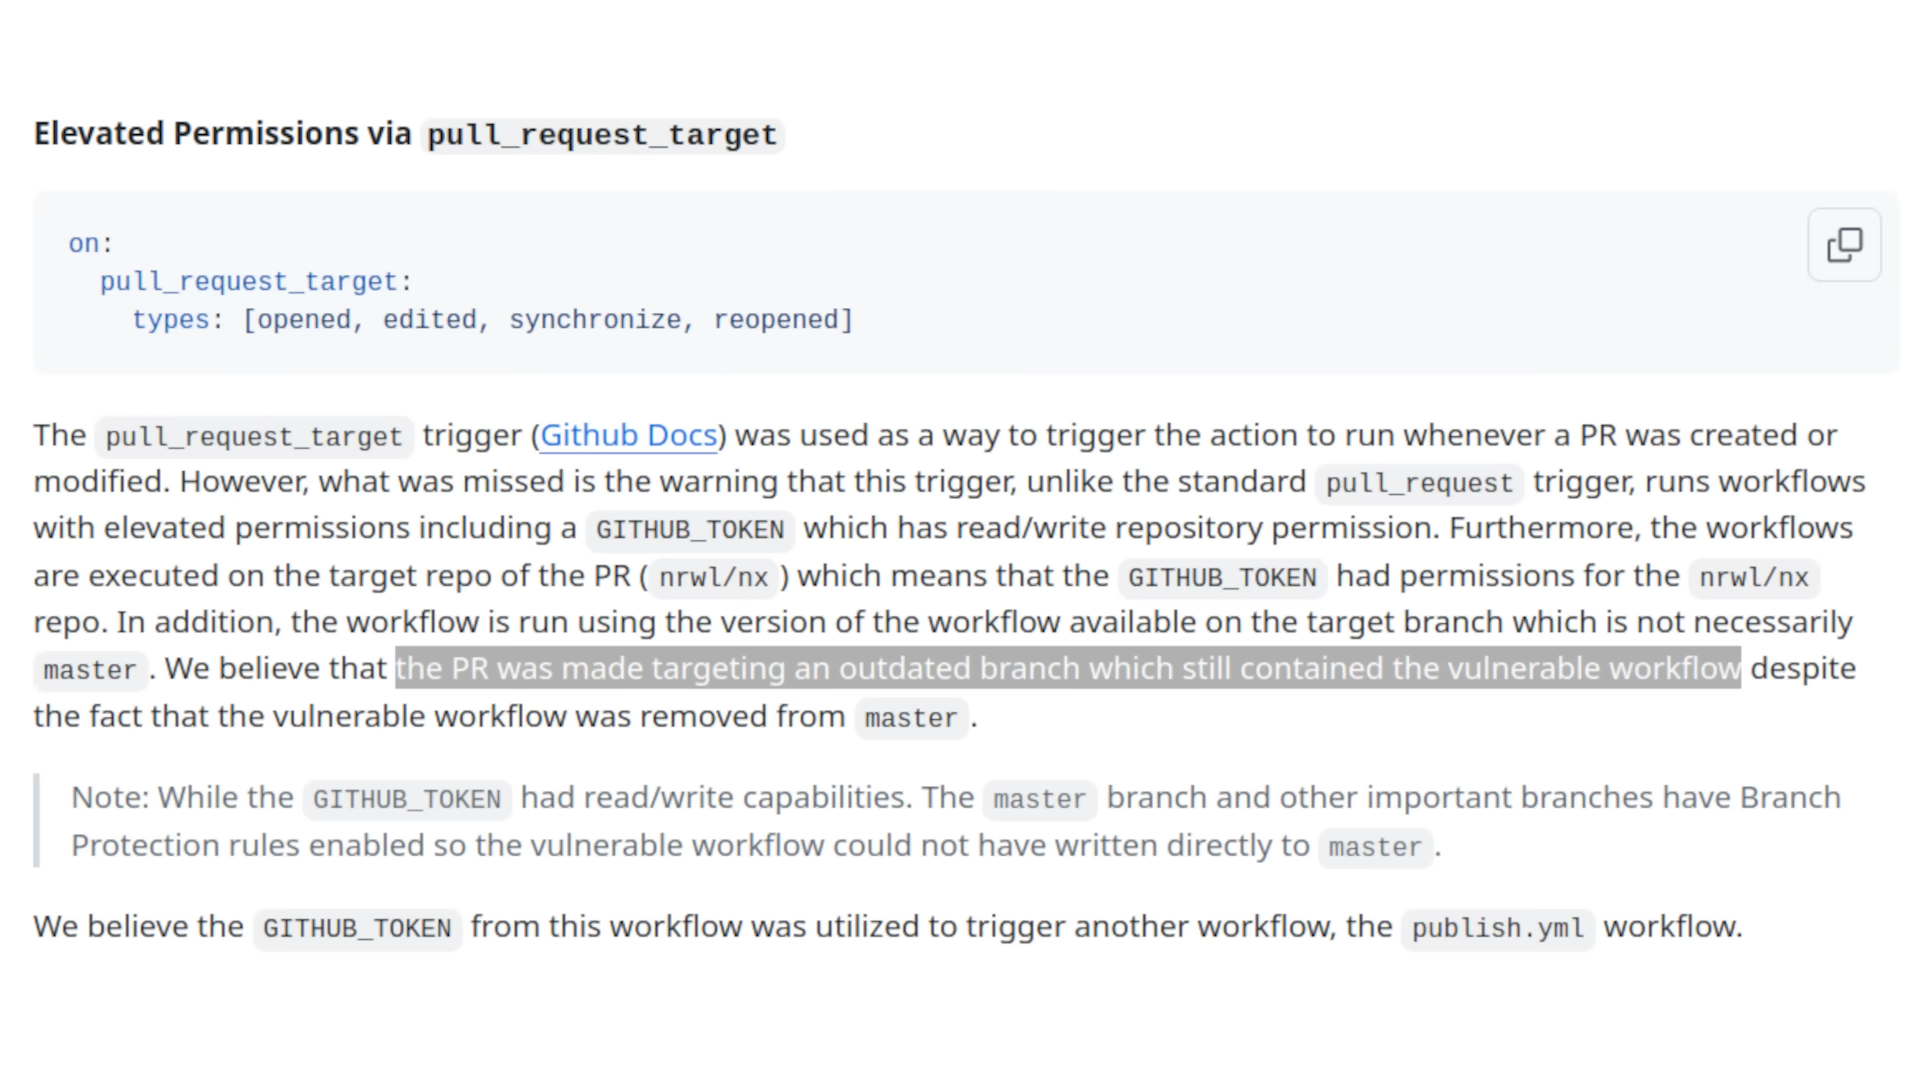 Elevated Permissions via pull_request_target
on:
  pull_request_target:
    types: [opened, edited, synchronize, reopened]
The pull_request_target trigger (Github Docs) was used as a way to trigger the action to run whenever a PR was created or
modified. However, what was missed is the warning that this trigger, unlike the standard pull_request trigger, runs workflows
with elevated permissions including a GITHUB_TOKEN which has read/write repository permission. Furthermore, the workflows
are executed on the target repo of the PR ( nrwl/nx ) which means that the GITHUB_TOKEN had permissions for the nrwl/nx
repo. In addition, the workflow is run using the version of the workflow available on the target branch which is not necessarily
master . We believe that the PR was made targeting an outdated branch which still contained the vulnerable workflow despite
the fact that the vulnerable workflow was removed from master .
Note: While the GITHUB_TOKEN had read/write capabilities. The master branch and other important branches have Branch
Protection rules enabled so the vulnerable workflow could not have written directly to master .
We believe the GITHUB_TOKEN from this workflow was utilized to trigger another workflow, the publish.yml workflow.